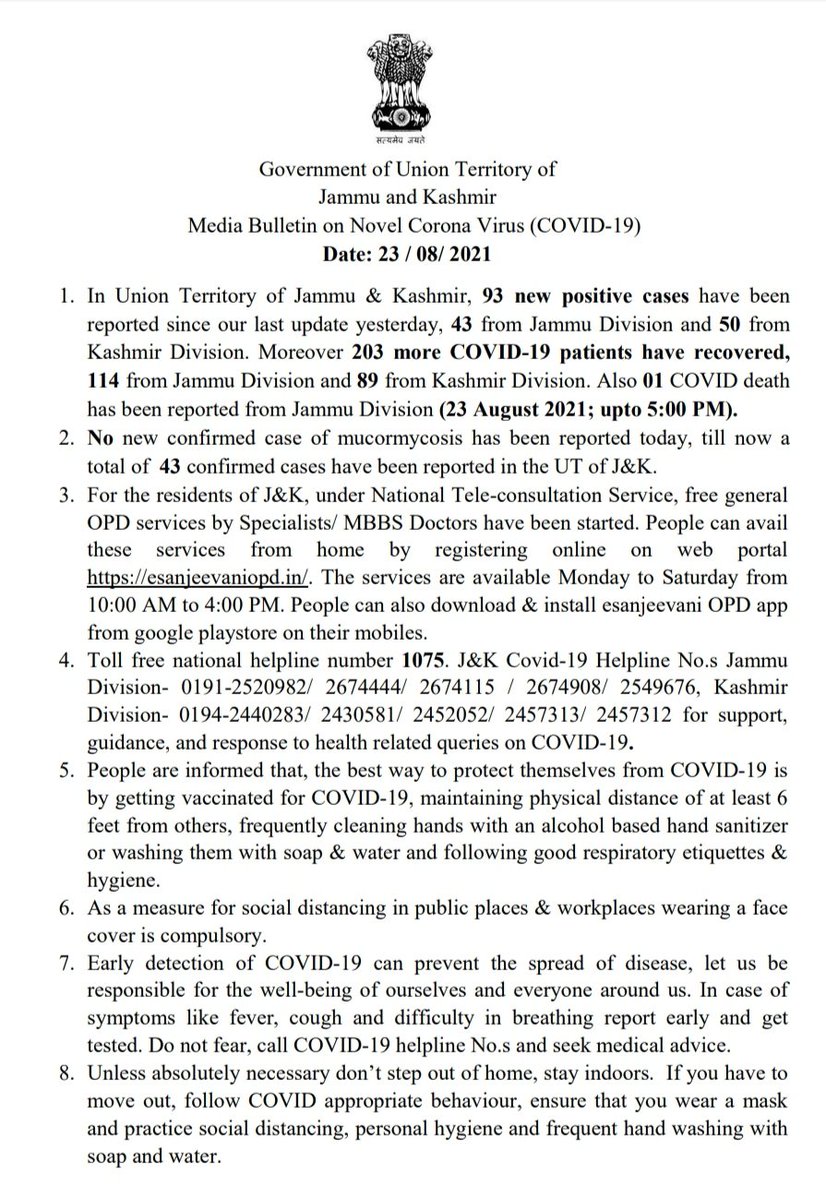 सत्यमेव जयते
Government of Union Territory of
Jammu and Kashmir
Media Bulletin on Novel Corona Virus (COVID-19)
Date: 23 / 08/ 2021
1. In Union Territory of Jammu & Kashmir, 93 new positive cases have been
reported since our last update yesterday, 43 from Jammu Division and 50 from
Kashmir Division. Moreover 203 more COVID-19 patients have recovered,
114 from Jammu Division and 89 from Kashmir Division. Also 01 COVID death
has been reported from Jammu Division (23 August 2021; upto 5:00 PM).
2. No new confirmed case of mucormycosis has been reported today, till now a
total of 43 confirmed cases have been reported in the UT of J&K.
3. For the residents of J&K, under National Tele-consultation Service, free general
OPD services by Specialists/ MBBS Doctors have been started. People can avail
these services from home by registering online on web portal
https://esanjeevaniopd.in/. The services are available Monday to Saturday from
10:00 AM to 4:00 PM. People can also download & install esanjeevani OPD app
from google playstore on their mobiles.
4. Toll free national helpline number 1075. J&K Covid-19 Helpline No.s Jammu
Division- 0191-2520982/ 2674444/ 2674115 / 2674908/ 2549676, Kashmir
Division- 0194-2440283/ 2430581/ 2452052/ 2457313/ 2457312 for support,
guidance, and response to health related queries on COVID-19.
5. People are informed that, the best way to protect themselves from COVID-19 is
by getting vaccinated for COVID-19, maintaining physical distance of at least 6
feet from others, frequently cleaning hands with an alcohol based hand sanitizer
or washing them with soap & water and following good respiratory etiquettes &
hygiene.
6. As a measure for social distancing in public places & workplaces wearing a face
cover is compulsory.
7. Early detection of COVID-19 can prevent the spread of disease, let us be
responsible for the well-being of ourselves and everyone around us. In case of
symptoms like fever, cough and difficulty in breathing report early and get
tested. Do not fear, call COVID-19 helpline No.s and seek medical advice.
8. Unless absolutely necessary don’t step out of home, stay indoors. If you have to
move out, follow COVID appropriate behaviour, ensure that you wear a mask
and practice social distancing, personal hygiene and frequent hand washing with
soap and water.